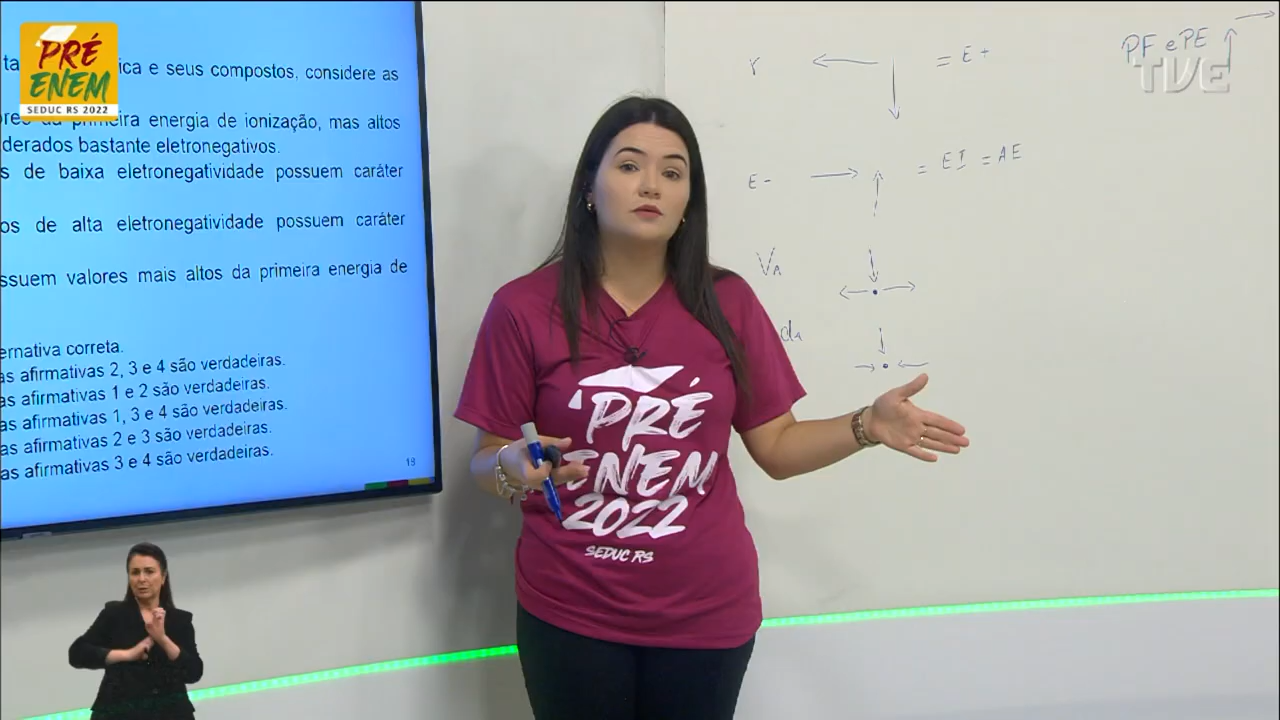 PRÉ
ENEM
SEDUC RS 2022
ica e seus compostos, considere as
primeira energia de ionização, mas altos
derados bastante eletronegativos.
s de baixa eletronegatividade possuem caráter
os de alta eletronegatividade possuem caráter
ssuem valores mais altos da primeira energia de
ernativa correta.
as afirmativas 2, 3 e 4 são verdadeiras.
as afirmativas 1 e 2 são verdadeiras.
as afirmativas 1, 3 e 4 são verdadeiras.
as afirmativas 2 e 3 são verdadeiras.
as afirmativas 3 e 4 são verdadeiras.
r ← ↓ = E+
PF e PE ↑ →
TVE
E- → ↑ = EI = AE
VA
PRÉ
ENEM
2022
SEDUC RS